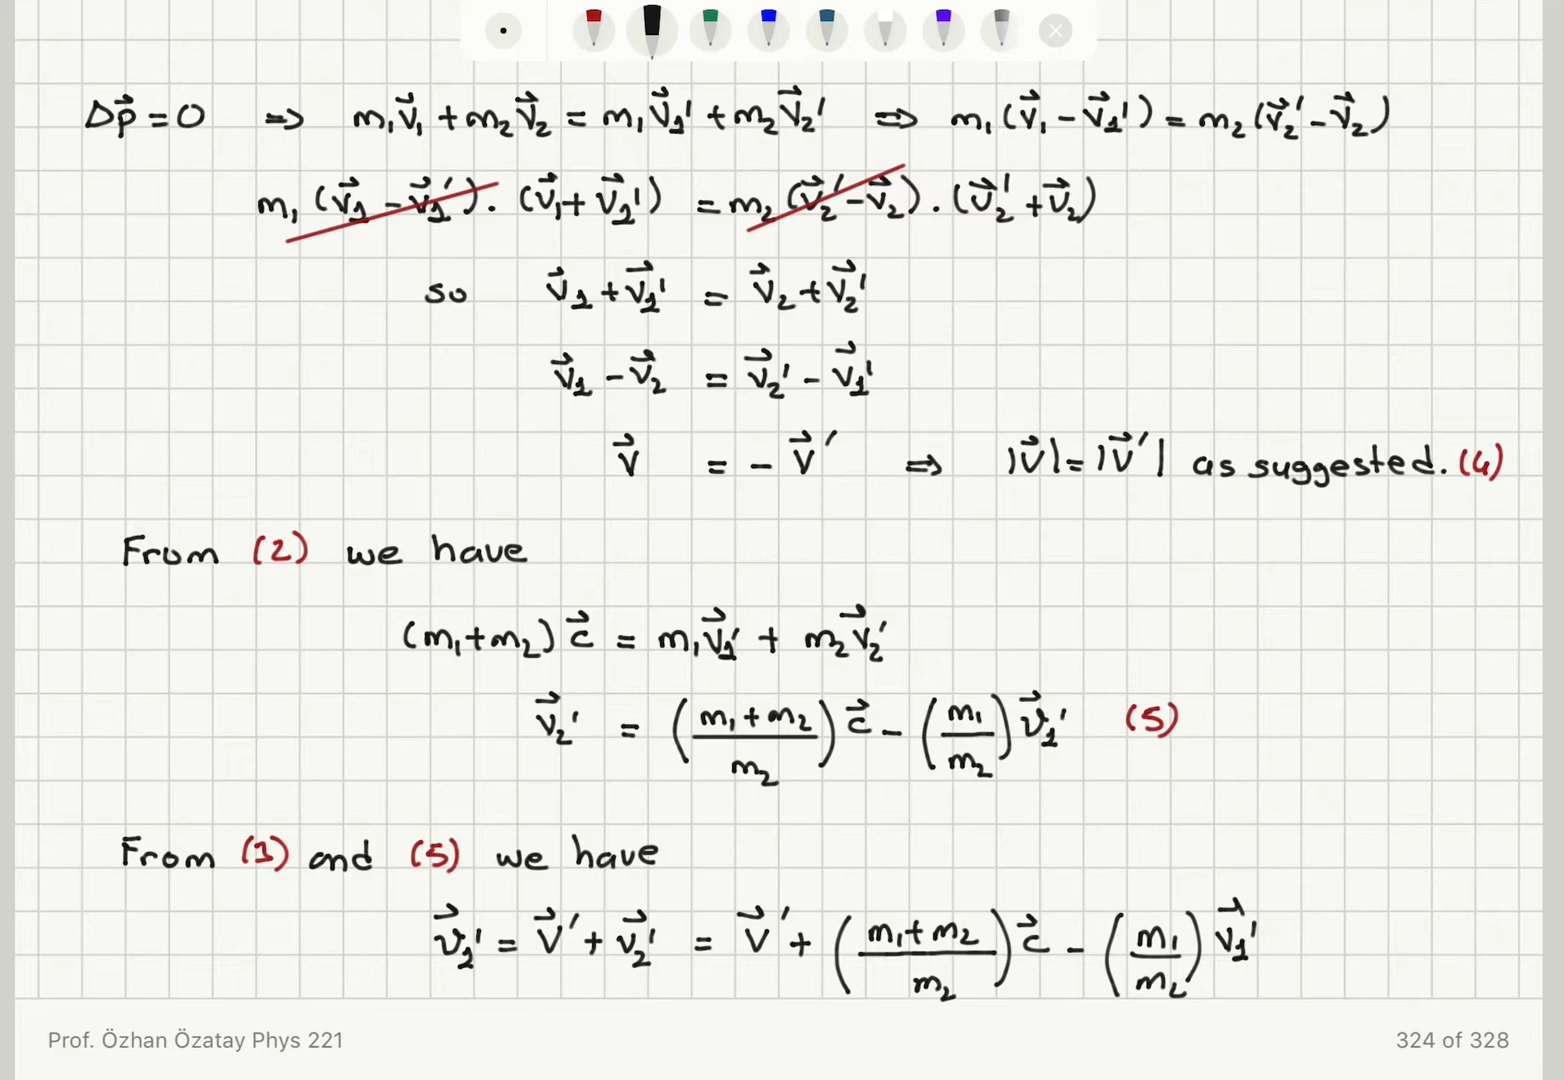 Δp⃗ = 0 ⇒ m₁v⃗₁ + m₂v⃗₂ = m₁v⃗₁' + m₂v⃗₂' ⇒ m₁(v⃗₁ - v⃗₁') = m₂(v⃗₂' - v⃗₂)
m₁(v⃗₁ - v⃗₁') . (v⃗₁ + v⃗₁') = m₂(v⃗₂' - v⃗₂) . (v⃗₂' + v⃗₂)
so v⃗₁ + v⃗₁' = v⃗₂ + v⃗₂'
v⃗₁ - v⃗₂ = v⃗₂' - v⃗₁'
v⃗ = - v⃗' ⇒ |v⃗| = |v⃗'| as suggested. (4)
From (2) we have
(m₁+m₂) c⃗ = m₁v⃗₁' + m₂v⃗₂'
v⃗₂' = ((m₁+m₂)/m₂) c⃗ - (m₁/m₂) v⃗₁' (5)
From (1) and (5) we have
v⃗₁' = v⃗' + v⃗₂' = v⃗' + ((m₁+m₂)/m₂) c⃗ - (m₁/m₂) v⃗₁'
Prof. Özhan Özatay Phys 221
324 of 328